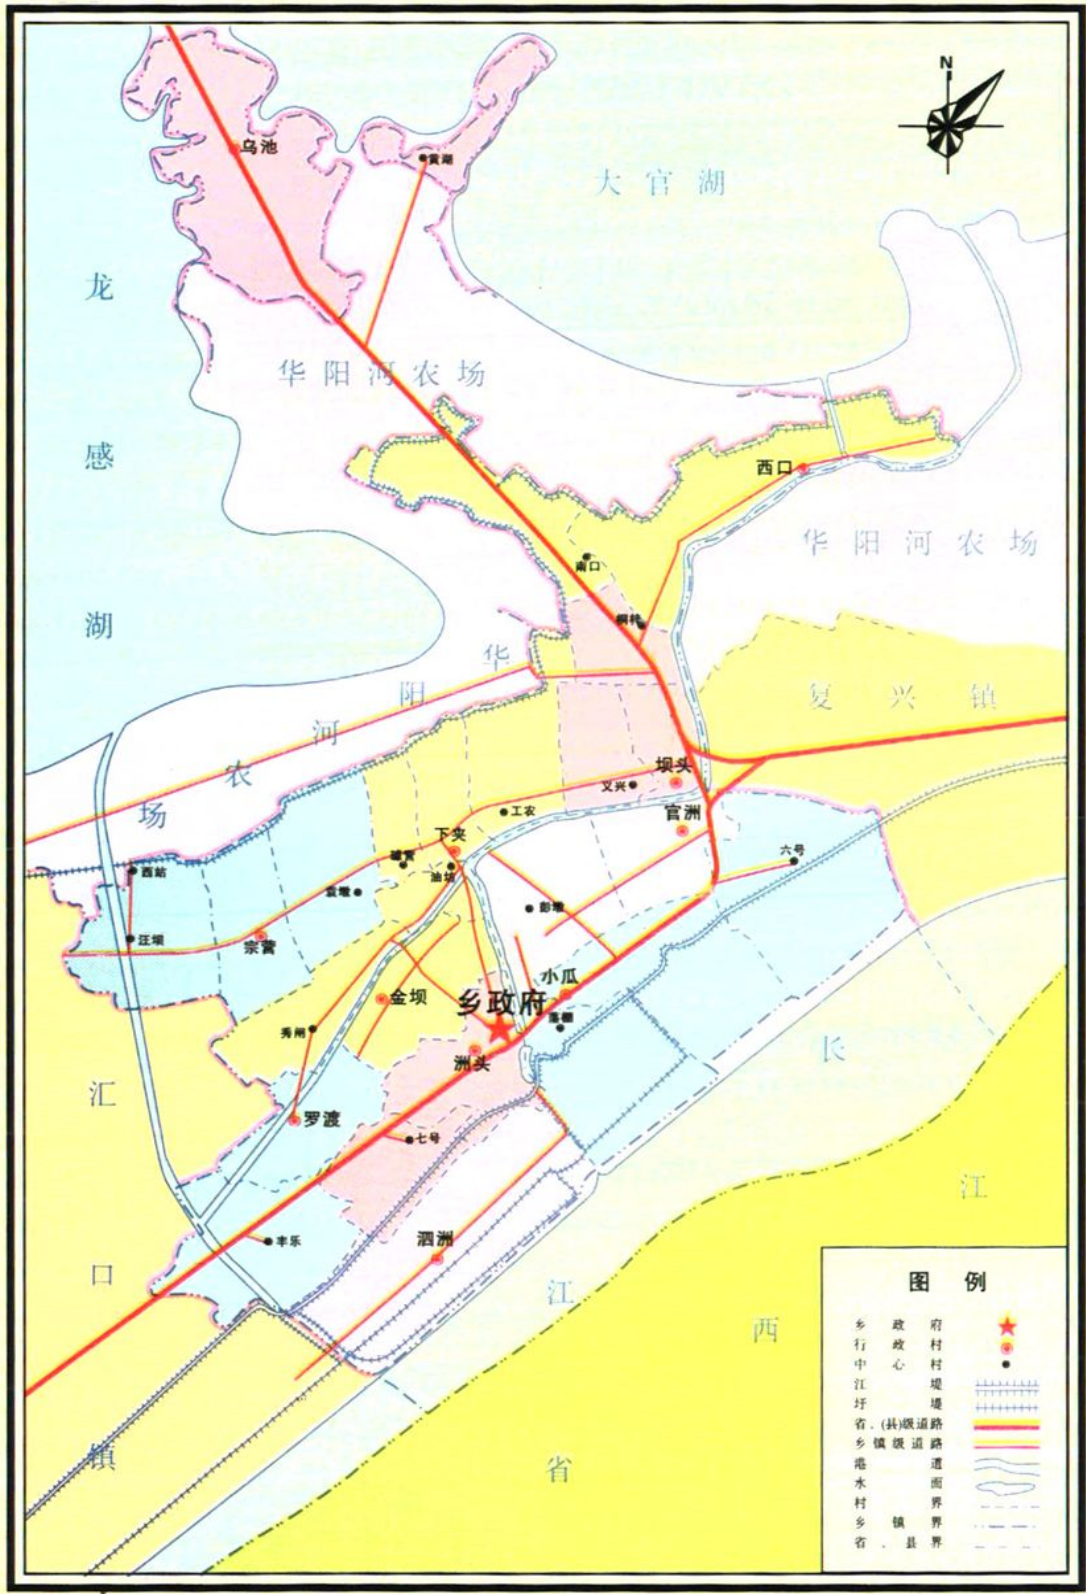 N
乌池
黄湖
大官湖
龙感湖
华阳河农场
西口
华阳河农场
南口
桐梓
华阳河农场
复兴镇
坝头
义兴
官洲
工农
下夹
六号
油坊
西站
袁墩
彭墩
汪坝
宗营
小瓜
金坝
乡政府
秀闸
洲头
长江
罗渡
七号
丰乐
泗洲
汇口镇
江西省
图例
乡政府
行政村
中心村
江堤
圩堤
省、(县)级道路
乡镇级道路
港道
水面
村界
乡镇界
省、县界